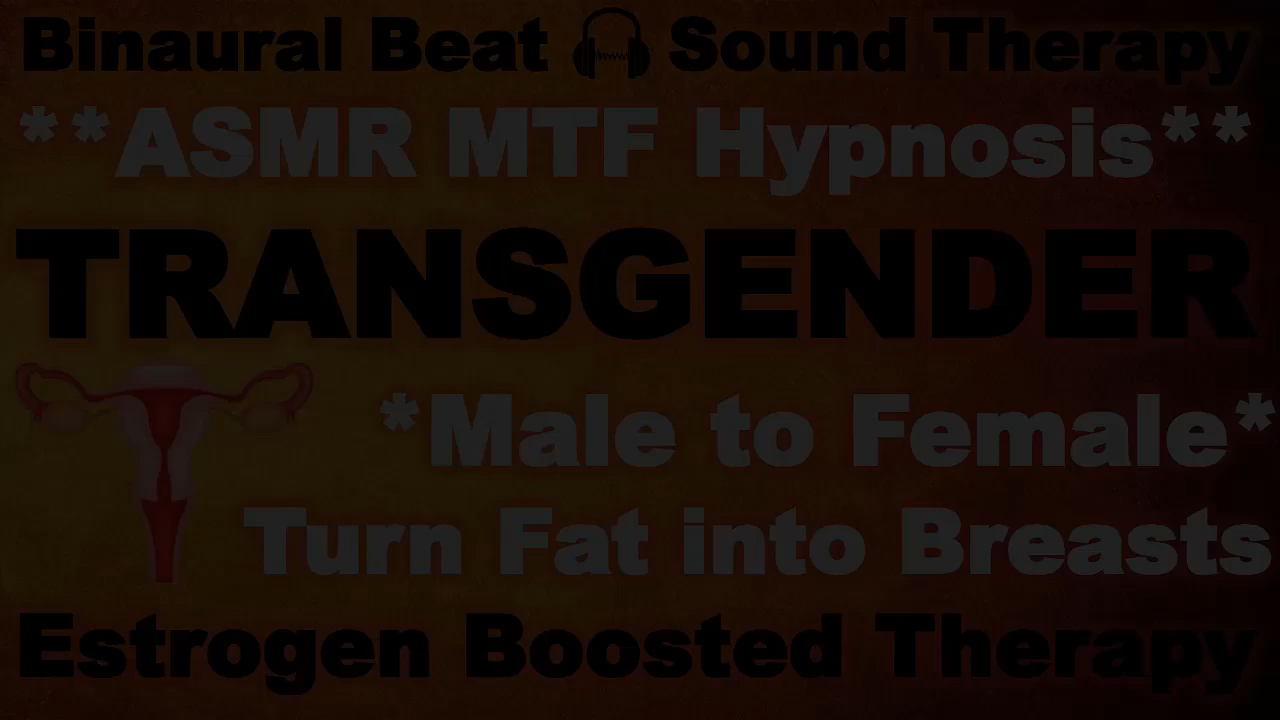 Binaural Beat Sound Therapy
**ASMR MTF Hypnosis**
TRANSGENDER
*Male to Female*
Turn Fat into Breasts
Estrogen Boosted Therapy